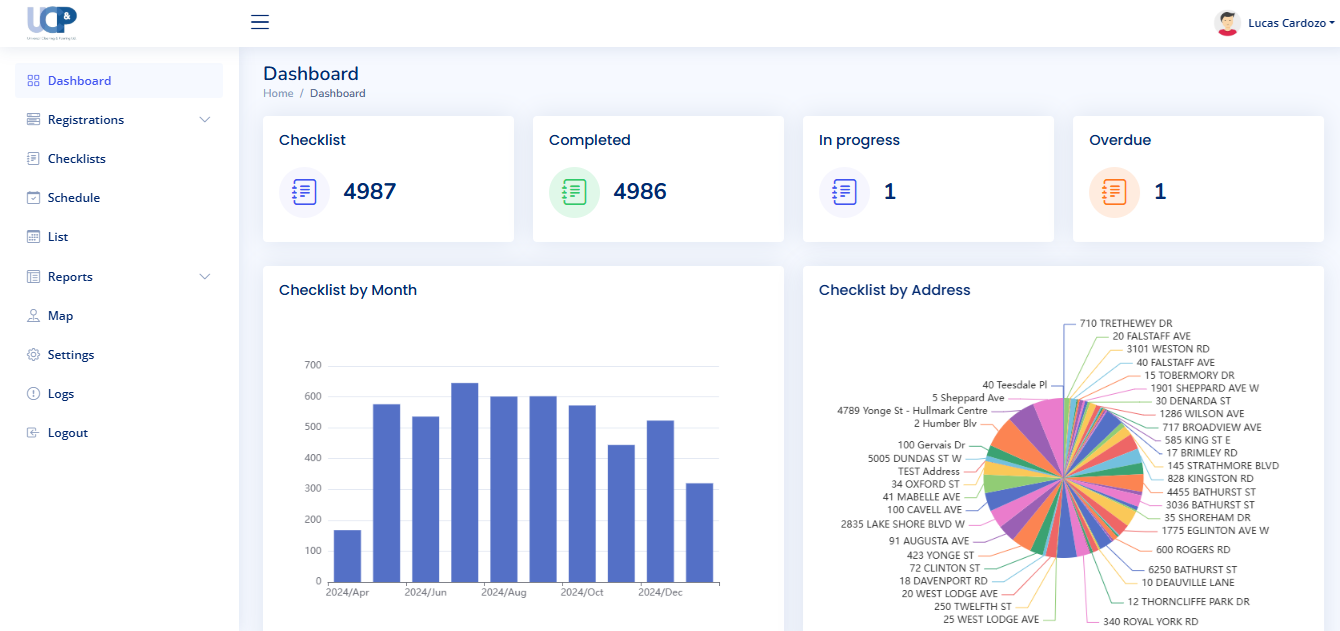 UC&P
Lucas Cardozo
Dashboard
Registrations
Checklists
Schedule
List
Reports
Map
Settings
Logs
Logout
Dashboard
Home / Dashboard
Checklist
4987
Completed
4986
In progress
1
Overdue
1
Checklist by Month
700
600
500
400
300
200
100
0
2024/Apr
2024/Jun
2024/Aug
2024/Oct
2024/Dec
Checklist by Address
710 TRETHEWEY DR
20 FALSTAFF AVE
3101 WESTON RD
40 FALSTAFF AVE
15 TOBERMORY DR
1901 SHEPPARD AVE W
30 DENARDA ST
1286 WILSON AVE
717 BROADVIEW AVE
585 KING ST E
17 BRIMLEY RD
145 STRATHMORE BLVD
828 KINGSTON RD
4455 BATHURST ST
3036 BATHURST ST
35 SHOREHAM DR
1775 EGLINTON AVE W
600 ROGERS RD
6250 BATHURST ST
10 DEAUVILLE LANE
12 THORNCLIFFE PARK DR
340 ROYAL YORK RD
40 Teesdale Pl
5 Sheppard Ave
4789 Yonge St - Hullmark Centre
2 Humber Blv
100 Gervais Dr
5005 DUNDAS ST W
TEST Address
34 OXFORD ST
41 MABELLE AVE
100 CAVELL AVE
2835 LAKE SHORE BLVD W
91 AUGUSTA AVE
423 YONGE ST
72 CLINTON ST
18 DAVENPORT RD
20 WEST LODGE AVE
250 TWELFTH ST
25 WEST LODGE AVE